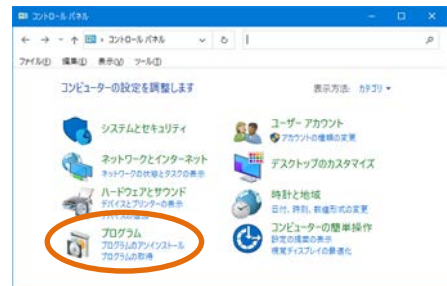 コントロール パネル
コントロール パネル
ファイル(F) 編集(E) 表示(V) ツール(T)
コンピューターの設定を調整します
表示方法: カテゴリ
システムとセキュリティ
ネットワークとインターネット
ネットワークの状態とタスクの表示
ハードウェアとサウンド
デバイスとプリンターの表示
デバイスの追加
プログラム
プログラムのアンインストール
プログラムの取得
ユーザー アカウント
アカウントの種類の変更
デスクトップのカスタマイズ
時計と地域
日付、時刻、数値形式の変更
コンピューターの簡単操作
設定の提案の表示
視覚ディスプレイの最適化